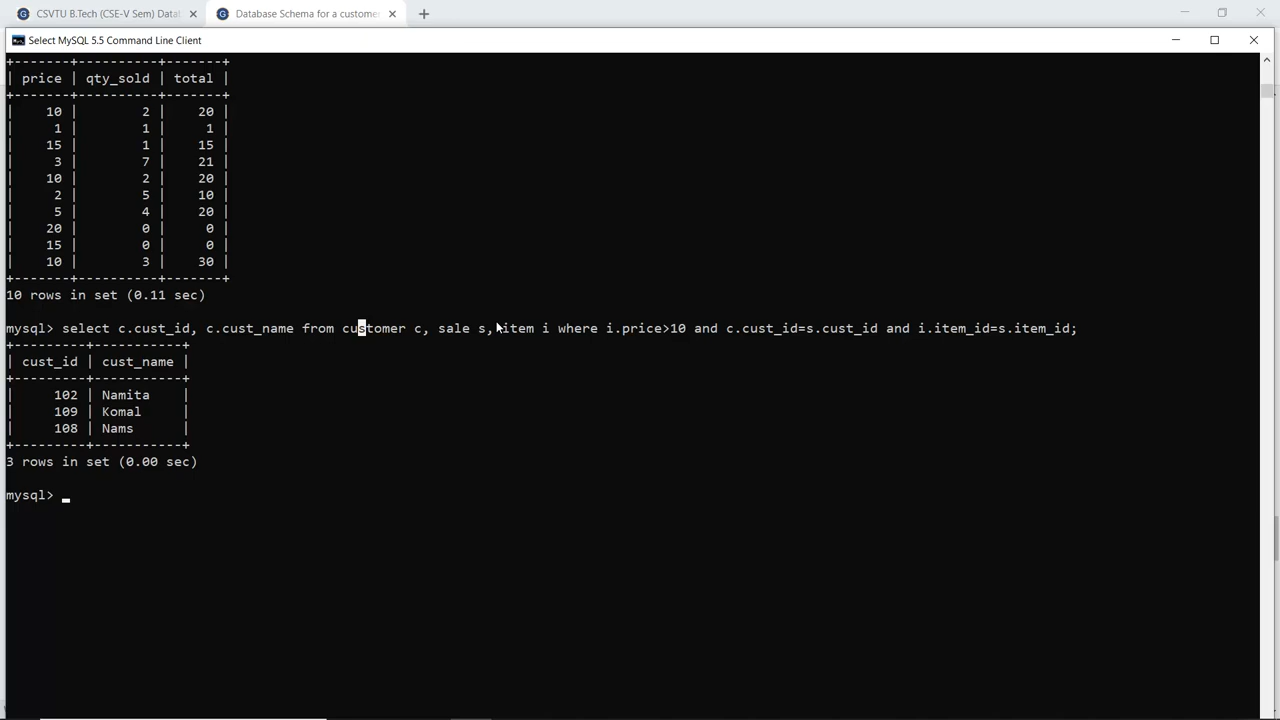 CSVTU B.Tech (CSE-V Sem) Datal
Database Schema for a custome
Select MySQL 5.5 Command Line Client
+-------+----------+-------+
| price | qty_sold | total |
+-------+----------+-------+
|    10 |        2 |    20 |
|     1 |        1 |     1 |
|    15 |        1 |    15 |
|     3 |        7 |    21 |
|    10 |        2 |    20 |
|     2 |        5 |    10 |
|     5 |        4 |    20 |
|    20 |        0 |     0 |
|    15 |        0 |     0 |
|    10 |        3 |    30 |
+-------+----------+-------+
10 rows in set (0.11 sec)
mysql> select c.cust_id, c.cust_name from customer c, sale s, item i where i.price>10 and c.cust_id=s.cust_id and i.item_id=s.item_id;
+---------+-----------+
| cust_id | cust_name |
+---------+-----------+
|     102 | Namita    |
|     109 | Komal     |
|     108 | Nams      |
+---------+-----------+
3 rows in set (0.00 sec)
mysql> _